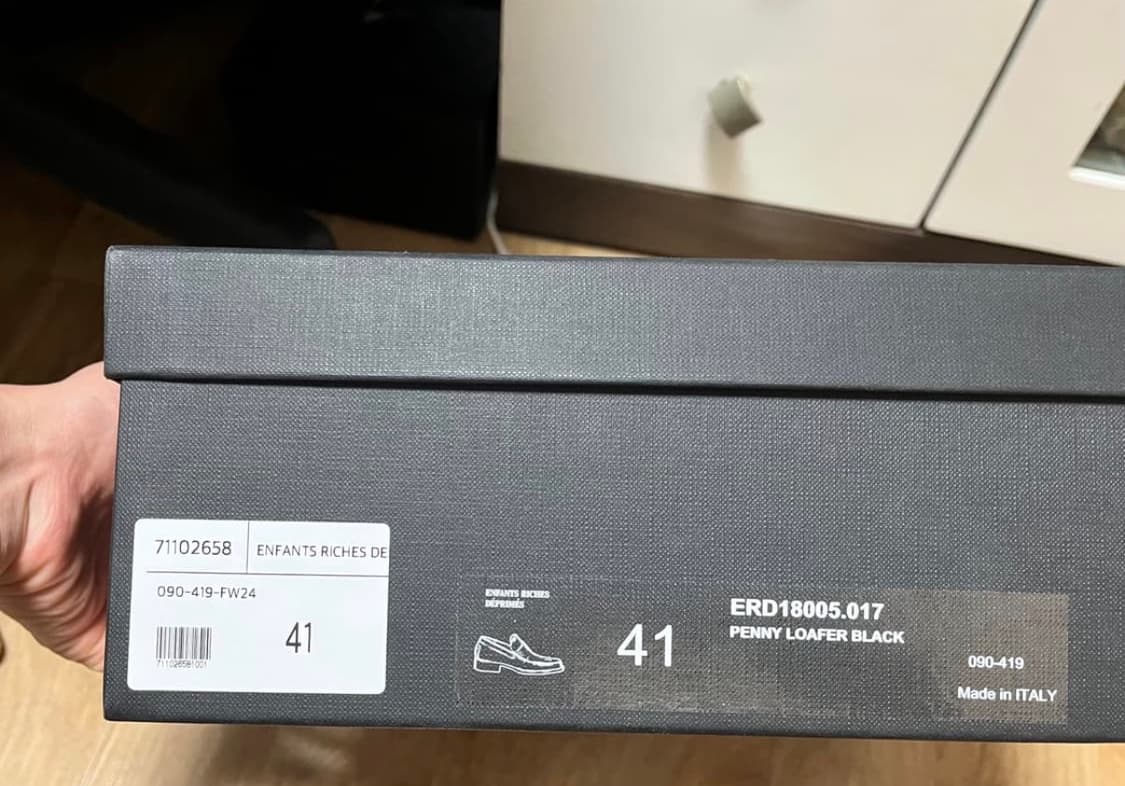 71102658
ENFANTS RICHES DE
090-419-FW24
41
711026581001
ENFANTS RICHES
DÉPRIMÉS
41
ERD18005.017
PENNY LOAFER BLACK
090-419
Made in ITALY